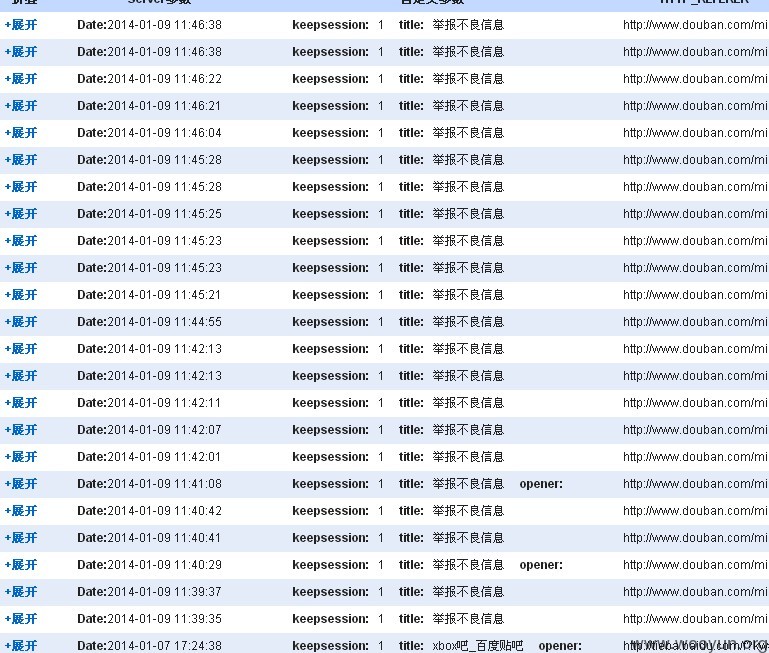 +展开 Date:2014-01-09 11:46:38 keepsession: 1 title: 举报不良信息 http://www.douban.com/mi
+展开 Date:2014-01-09 11:46:38 keepsession: 1 title: 举报不良信息 http://www.douban.com/mi
+展开 Date:2014-01-09 11:46:22 keepsession: 1 title: 举报不良信息 http://www.douban.com/mi
+展开 Date:2014-01-09 11:46:21 keepsession: 1 title: 举报不良信息 http://www.douban.com/mi
+展开 Date:2014-01-09 11:46:04 keepsession: 1 title: 举报不良信息 http://www.douban.com/mi
+展开 Date:2014-01-09 11:45:28 keepsession: 1 title: 举报不良信息 http://www.douban.com/mi
+展开 Date:2014-01-09 11:45:28 keepsession: 1 title: 举报不良信息 http://www.douban.com/mi
+展开 Date:2014-01-09 11:45:25 keepsession: 1 title: 举报不良信息 http://www.douban.com/mi
+展开 Date:2014-01-09 11:45:23 keepsession: 1 title: 举报不良信息 http://www.douban.com/mi
+展开 Date:2014-01-09 11:45:23 keepsession: 1 title: 举报不良信息 http://www.douban.com/mi
+展开 Date:2014-01-09 11:45:21 keepsession: 1 title: 举报不良信息 http://www.douban.com/mi
+展开 Date:2014-01-09 11:44:55 keepsession: 1 title: 举报不良信息 http://www.douban.com/mi
+展开 Date:2014-01-09 11:42:13 keepsession: 1 title: 举报不良信息 http://www.douban.com/mi
+展开 Date:2014-01-09 11:42:13 keepsession: 1 title: 举报不良信息 http://www.douban.com/mi
+展开 Date:2014-01-09 11:42:11 keepsession: 1 title: 举报不良信息 http://www.douban.com/mi
+展开 Date:2014-01-09 11:42:07 keepsession: 1 title: 举报不良信息 http://www.douban.com/mi
+展开 Date:2014-01-09 11:42:01 keepsession: 1 title: 举报不良信息 http://www.douban.com/mi
+展开 Date:2014-01-09 11:41:08 keepsession: 1 title: 举报不良信息 opener: http://www.douban.com/mi
+展开 Date:2014-01-09 11:40:42 keepsession: 1 title: 举报不良信息 http://www.douban.com/mi
+展开 Date:2014-01-09 11:40:41 keepsession: 1 title: 举报不良信息 http://www.douban.com/mi
+展开 Date:2014-01-09 11:40:29 keepsession: 1 title: 举报不良信息 opener: http://www.douban.com/mi
+展开 Date:2014-01-09 11:39:37 keepsession: 1 title: 举报不良信息 http://www.douban.com/mi
+展开 Date:2014-01-09 11:39:35 keepsession: 1 title: 举报不良信息 http://www.douban.com/mi
+展开 Date:2014-01-07 17:24:38 keepsession: 1 title: xbox吧_百度贴吧 opener: http://tieba.baidu.com/f?kw
www.wooyun.org